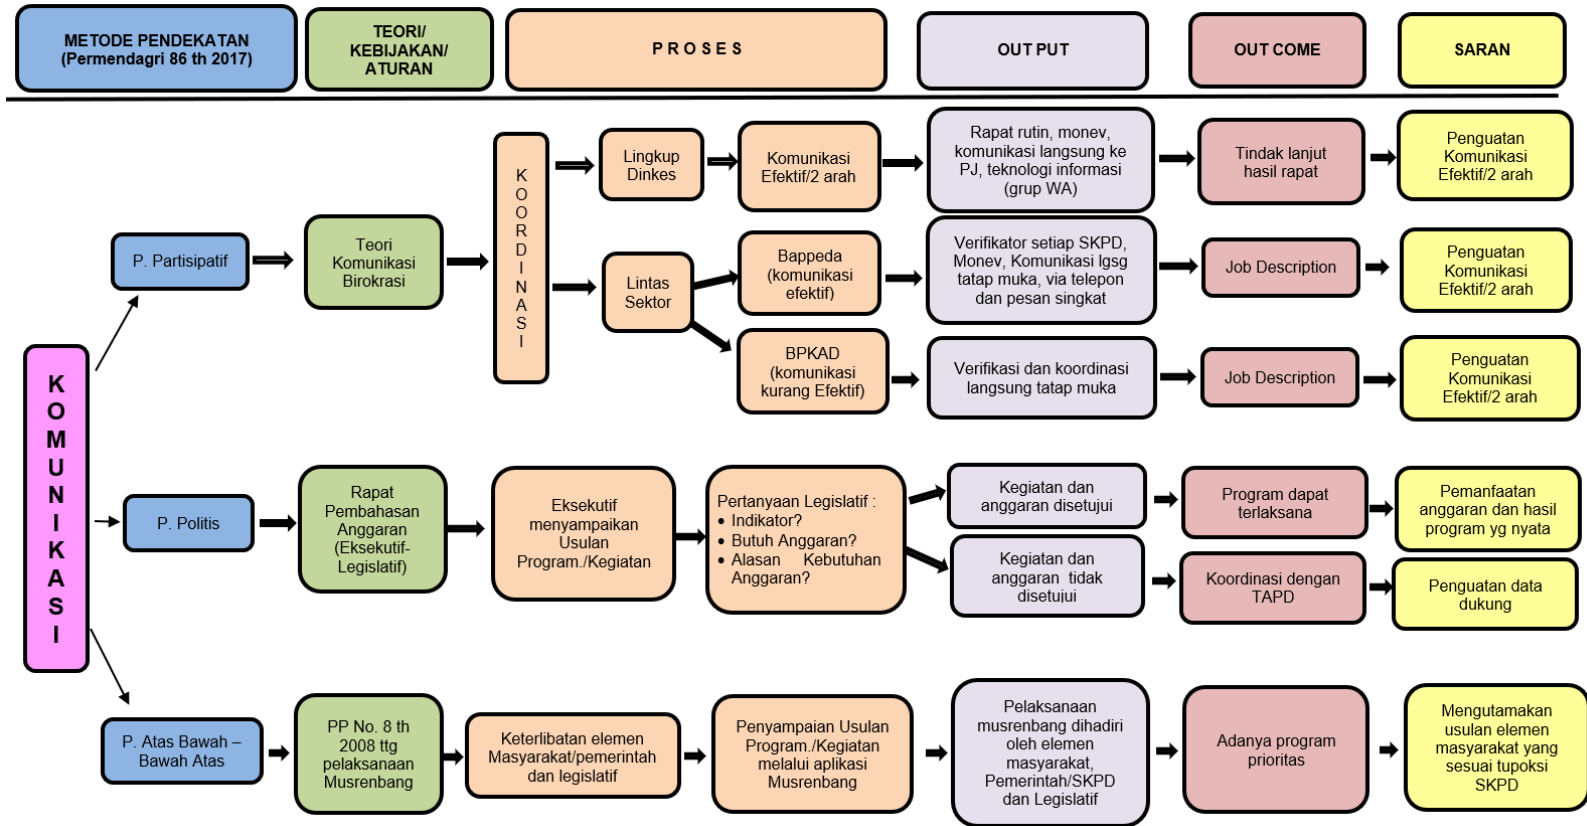 METODE PENDEKATAN
(Permendagri 86 th 2017)
TEORI/
KEBIJAKAN/
ATURAN
P R O S E S
OUT PUT
OUT COME
SARAN
K
O
M
U
N
I
K
A
S
I
P. Partisipatif
Teori
Komunikasi
Birokrasi
K
O
O
R
D
I
N
A
S
I
Lingkup
Dinkes
Komunikasi
Efektif/2 arah
Rapat rutin, monev,
komunikasi langsung ke
PJ, teknologi informasi
(grup WA)
Tindak lanjut
hasil rapat
Penguatan
Komunikasi
Efektif/2 arah
Lintas
Sektor
Bappeda
(komunikasi
efektif)
Verifikator setiap SKPD,
Monev, Komunikasi lgsg
tatap muka, via telepon
dan pesan singkat
Job Description
Penguatan
Komunikasi
Efektif/2 arah
BPKAD
(komunikasi
kurang Efektif)
Verifikasi dan koordinasi
langsung tatap muka
Job Description
Penguatan
Komunikasi
Efektif/2 arah
P. Politis
Rapat
Pembahasan
Anggaran
(Eksekutif-
Legislatif)
Eksekutif
menyampaikan
Usulan
Program./Kegiatan
Pertanyaan Legislatif :
• Indikator?
• Butuh Anggaran?
• Alasan Kebutuhan
Anggaran?
Kegiatan dan
anggaran disetujui
Program dapat
terlaksana
Pemanfaatan
anggaran dan hasil
program yg nyata
Kegiatan dan
anggaran tidak
disetujui
Koordinasi dengan
TAPD
Penguatan data
dukung
P. Atas Bawah –
Bawah Atas
PP No. 8 th
2008 ttg
pelaksanaan
Musrenbang
Keterlibatan elemen
Masyarakat/pemerintah
dan legislatif
Penyampaian Usulan
Program./Kegiatan
melalui aplikasi
Musrenbang
Pelaksanaan
musrenbang dihadiri
oleh elemen
masyarakat,
Pemerintah/SKPD
dan Legislatif
Adanya program
prioritas
Mengutamakan
usulan elemen
masyarakat yang
sesuai tupoksi
SKPD